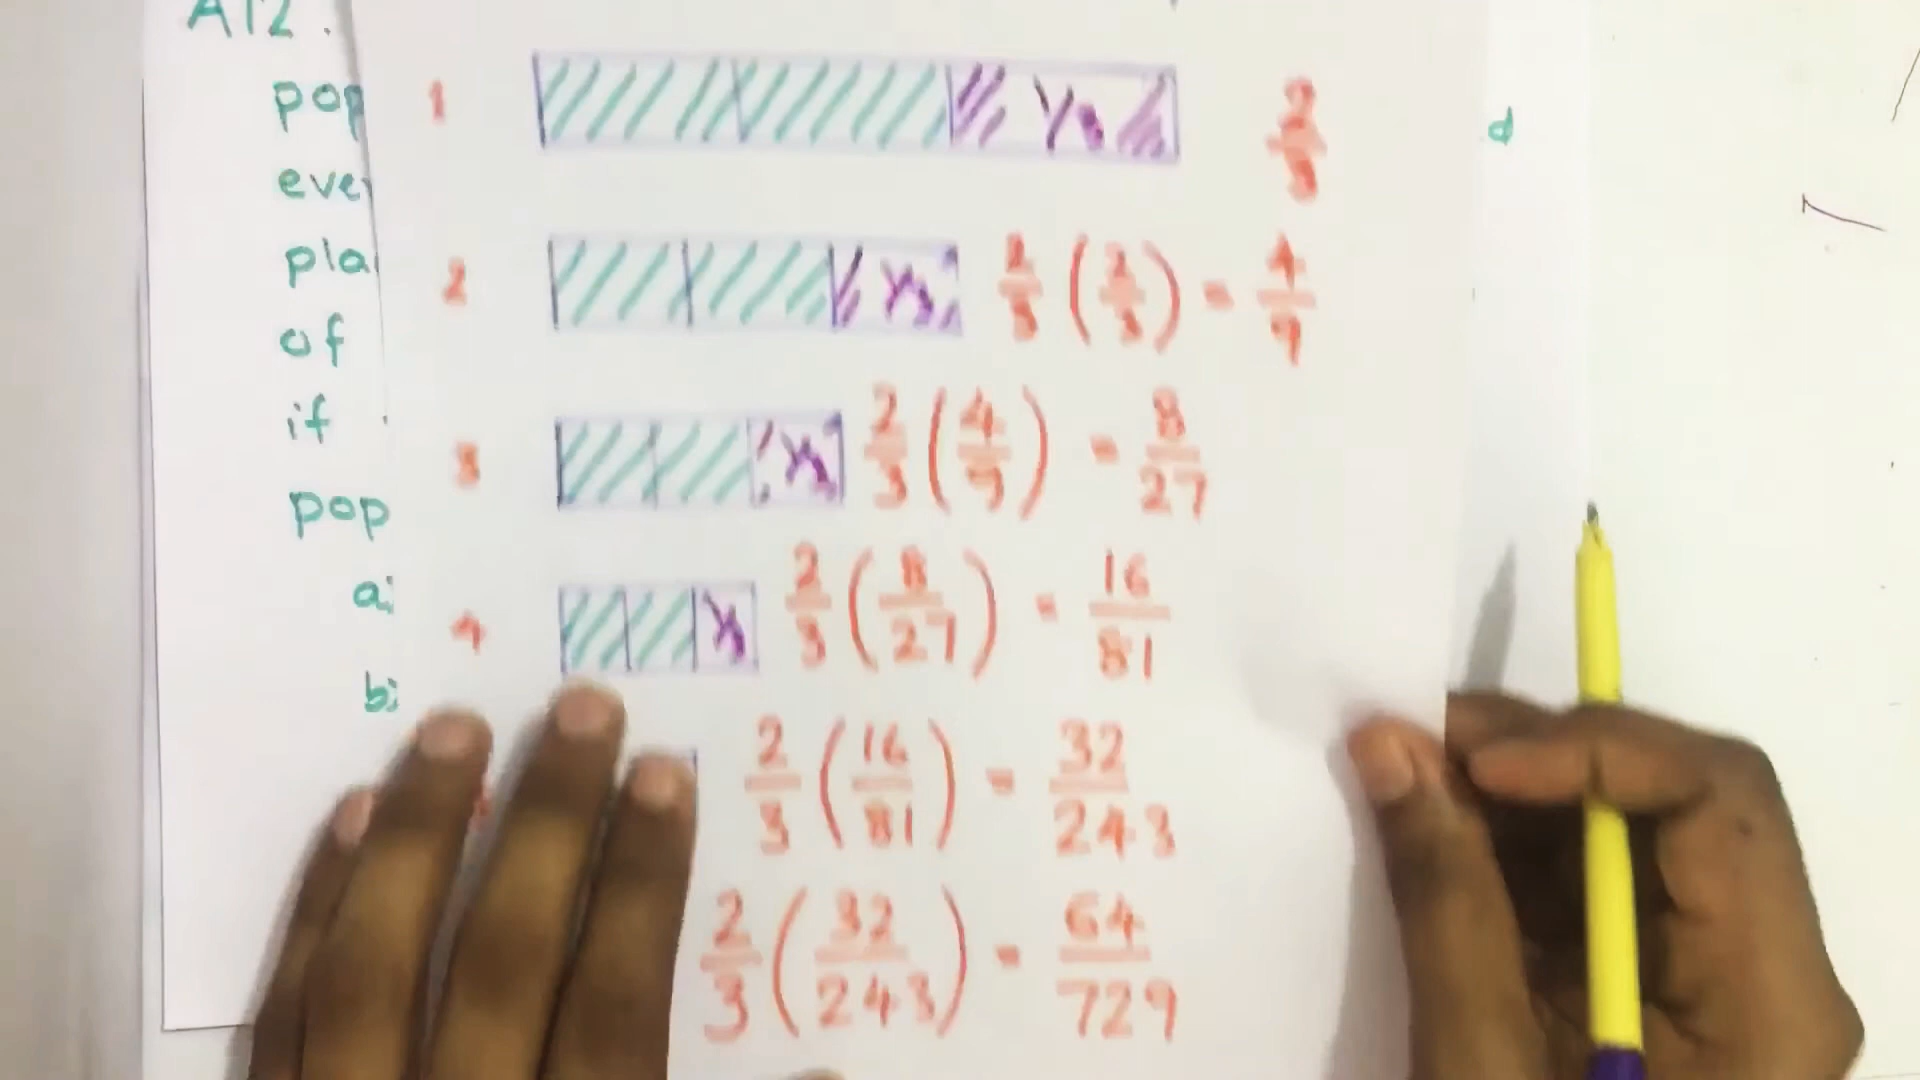 A12.
pop
eve
pla
of
if
pop
a:
b:
d
1 1/3 2/3
2 1/3 2/3 (2/3) = 4/9
3 1/3 2/3 (4/9) = 8/27
4 1/3 2/3 (8/27) = 16/81
2/3 (16/81) = 32/243
2/3 (32/243) = 64/729